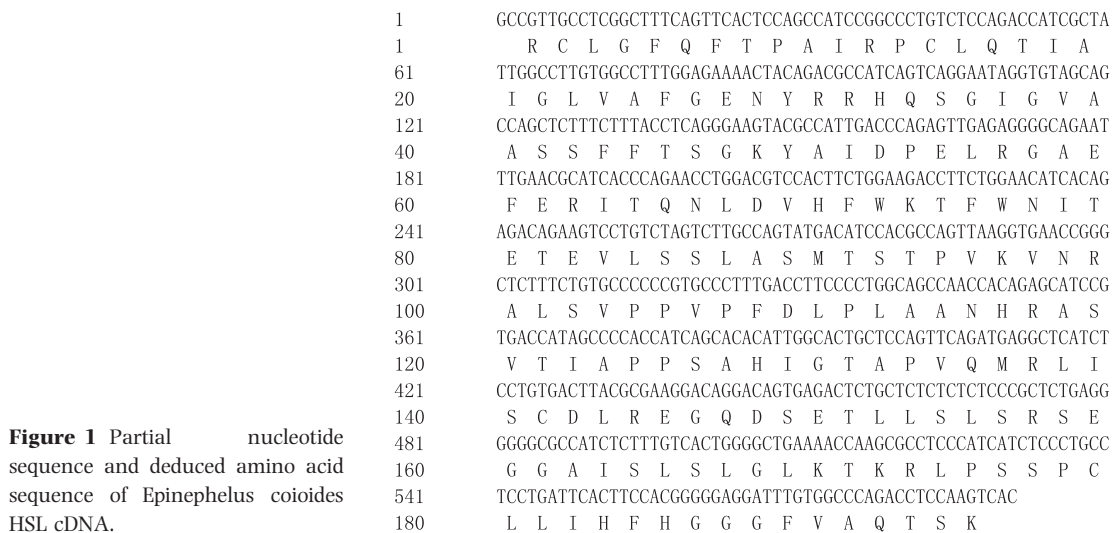 1 GCCGTTGCCTCGGCTTTCAGTTCACTCCAGCCATCCGGCCCTGTCTCCAGACCATCGCTA
1 R C L G F Q F T P A I R P C L Q T I A
61 TTGGCCTTGTGGCCTTTGGAGAAAACTACAGACGCCATCAGTCAGGAATAGGTGTAGCAG
20 I G L V A F G E N Y R R H Q S G I G V A
121 CCAGCTCTTTCTTTACCTCAGGGAAGTACGCCATTGACCCAGAGTTGAGAGGGGCAGAAT
40 A S S F F T S G K Y A I D P E L R G A E
181 TTGAACGCATCACCCAGAACCTGGACGTCCACTTCTGGAAGACCTTCTGGAACATCACAG
60 F E R I T Q N L D V H F W K T F W N I T
241 AGACAGAAGTCCTGTCTAGTCTTGCCAGTATGACATCCACGCCAGTTAAGGTGAACCGGG
80 E T E V L S S L A S M T S T P V K V N R
301 CTCTTTCTGTGCCCCCCGTGCCCTTTGACCTTCCCCTGGCAGCCAACCACAGAGCATCCG
100 A L S V P P V P F D L P L A A N H R A S
361 TGACCATAGCCCCACCATCAGCACACATTGGCACTGCTCCAGTTCAGATGAGGCTCATCT
120 V T I A P P S A H I G T A P V Q M R L I
421 CCTGTGACTTACGCGAAGGACAGGACAGTGAGACTCTGCTCTCTCTCTCCCGCTCTGAGG
140 S C D L R E G Q D S E T L L S L S R S E
481 GGGGCGCCATCTCTTTGTCACTGGGGCTGAAAACCAAGCGCCTCCCATCATCTCCCTGCC
160 G G A I S L S L G L K T K R L P S S P C
541 TCCTGATTCACTTCCACGGGGGAGGATTTGTGGCCCAGACCTCCAAGTCAC
180 L L I H F H G G G F V A Q T S K
Figure 1 Partial nucleotide
sequence and deduced amino acid
sequence of Epinephelus coioides
HSL cDNA.